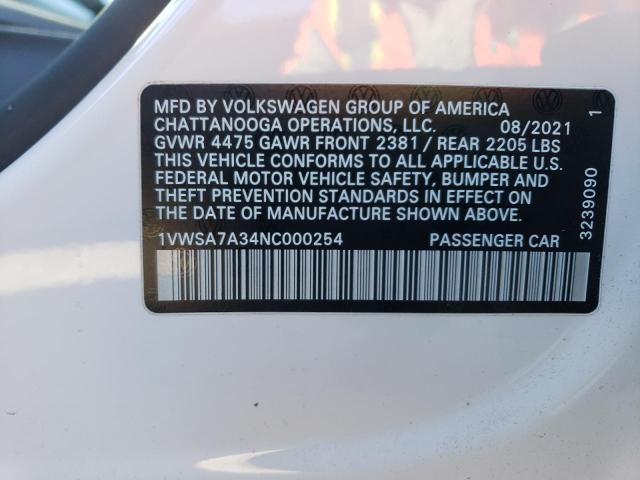 MFD BY VOLKSWAGEN GROUP OF AMERICA
CHATTANOOGA OPERATIONS, LLC. 08/2021
GVWR 4475 GAWR FRONT 2381 / REAR 2205 LBS
THIS VEHICLE CONFORMS TO ALL APPLICABLE U.S.
FEDERAL MOTOR VEHICLE SAFETY, BUMPER AND
THEFT PREVENTION STANDARDS IN EFFECT ON
THE DATE OF MANUFACTURE SHOWN ABOVE.
1VWSA7A34NC000254 PASSENGER CAR
3239090 1